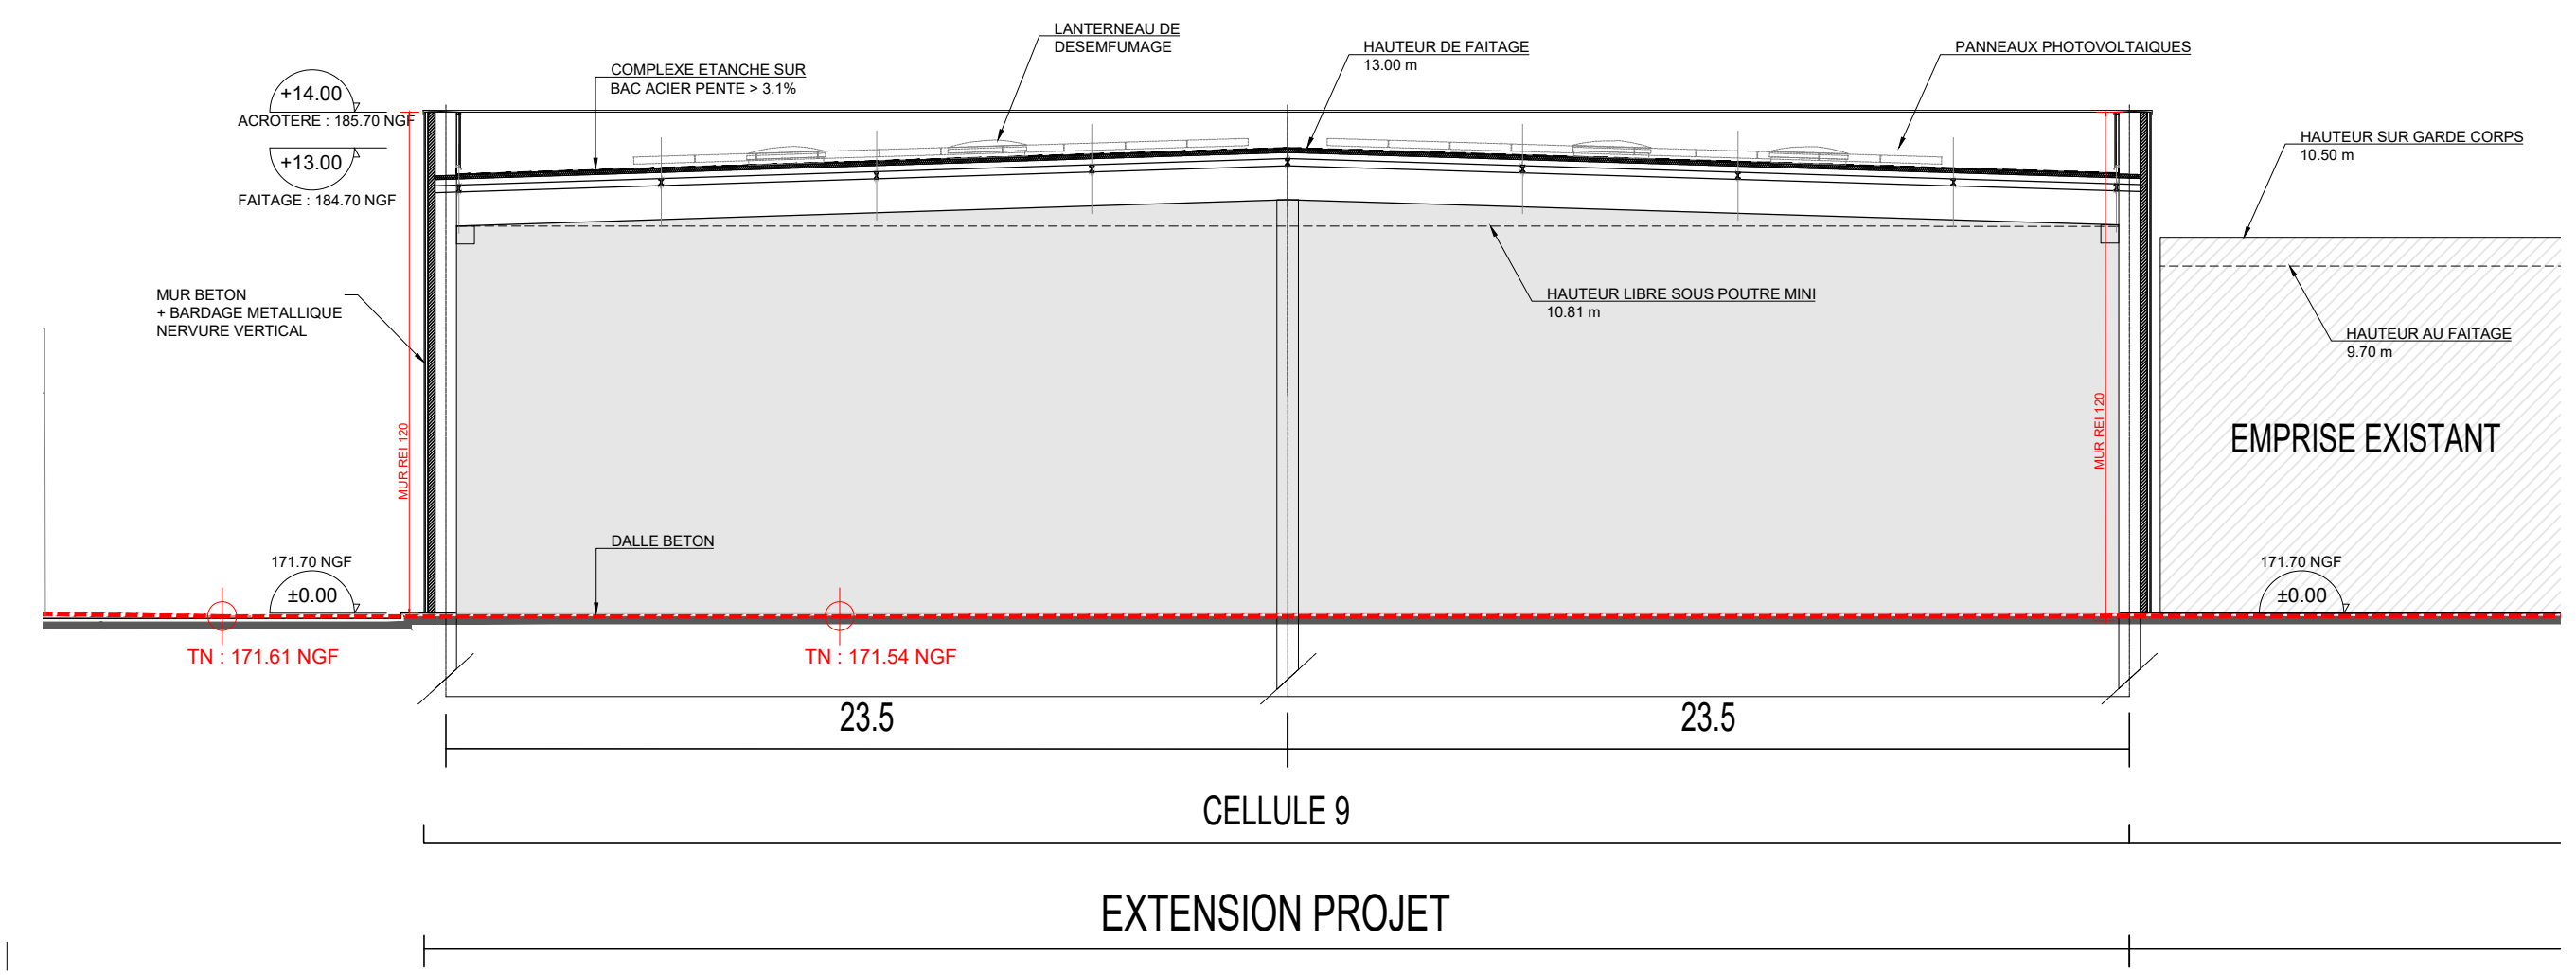 LANTERNEAU DE
DESEMFUMAGE
HAUTEUR DE FAITAGE
13.00 m
PANNEAUX PHOTOVOLTAIQUES
COMPLEXE ETANCHE SUR
BAC ACIER PENTE > 3.1%
+14.00
ACROTERE : 185.70 NGF
+13.00
FAITAGE : 184.70 NGF
HAUTEUR SUR GARDE CORPS
10.50 m
MUR BETON
+ BARDAGE METALLIQUE
NERVURE VERTICAL
HAUTEUR LIBRE SOUS POUTRE MINI
10.81 m
HAUTEUR AU FAITAGE
9.70 m
MUR REI 120
MUR REI 120
EMPRISE EXISTANT
DALLE BETON
171.70 NGF
±0.00
171.70 NGF
±0.00
TN : 171.61 NGF
TN : 171.54 NGF
23.5
23.5
CELLULE 9
EXTENSION PROJET